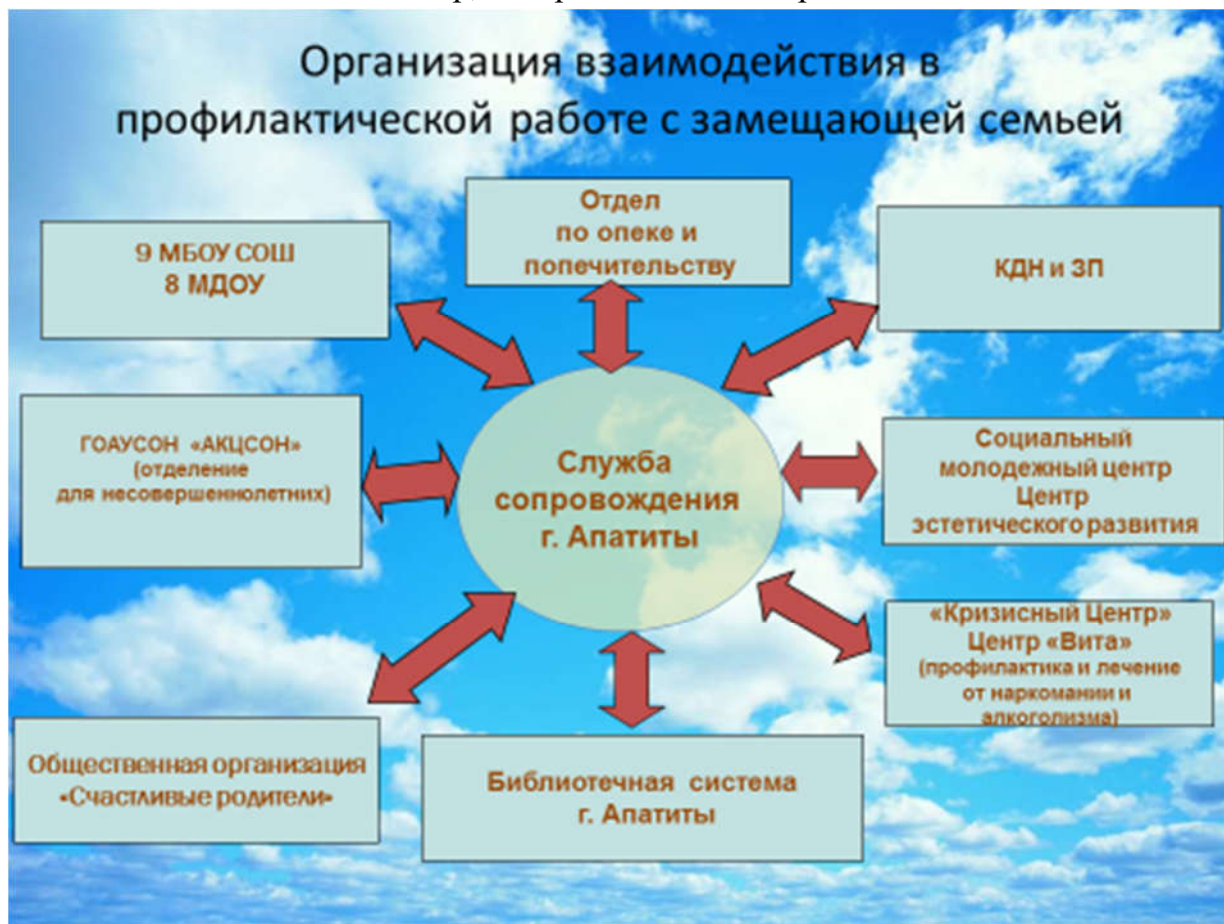 Организация взаимодействия в
профилактической работе с замещающей семьей
Отдел
по опеке и
попечительству
9 МБОУ СОШ
8 МДОУ
КДН и ЗП
ГОАУСОН «АКЦСОН»
(отделение
для несовершеннолетних)
Служба
сопровождения
г. Апатиты
Социальный
молодежный центр
Центр
эстетического развития
«Кризисный Центр»
Центр «Вита»
(профилактика и лечение
от наркомании и
алкоголизма)
Общественная организация
«Счастливые родители»
Библиотечная система
г. Апатиты